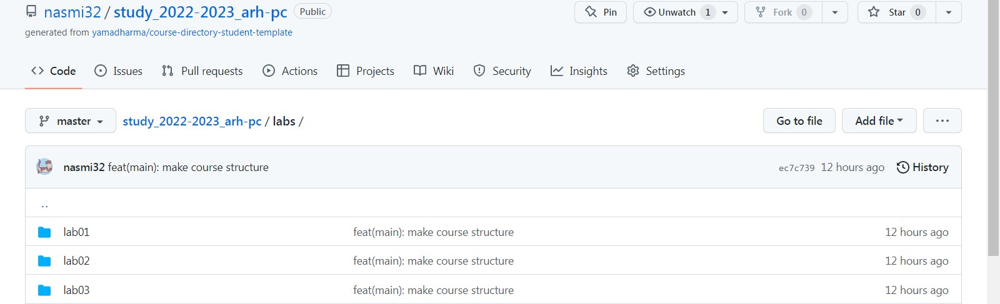 nasmi32 / study_2022-2023_arh-pc Public Pin Unwatch 1 Fork 0 Star 0
generated from yamadharma/course-directory-student-template
Code Issues Pull requests Actions Projects Wiki Security Insights Settings
master study_2022-2023_arh-pc / labs / Go to file Add file ...
nasmi32 feat(main): make course structure ec7c739 12 hours ago History
..
lab01 feat(main): make course structure 12 hours ago
lab02 feat(main): make course structure 12 hours ago
lab03 feat(main): make course structure 12 hours ago